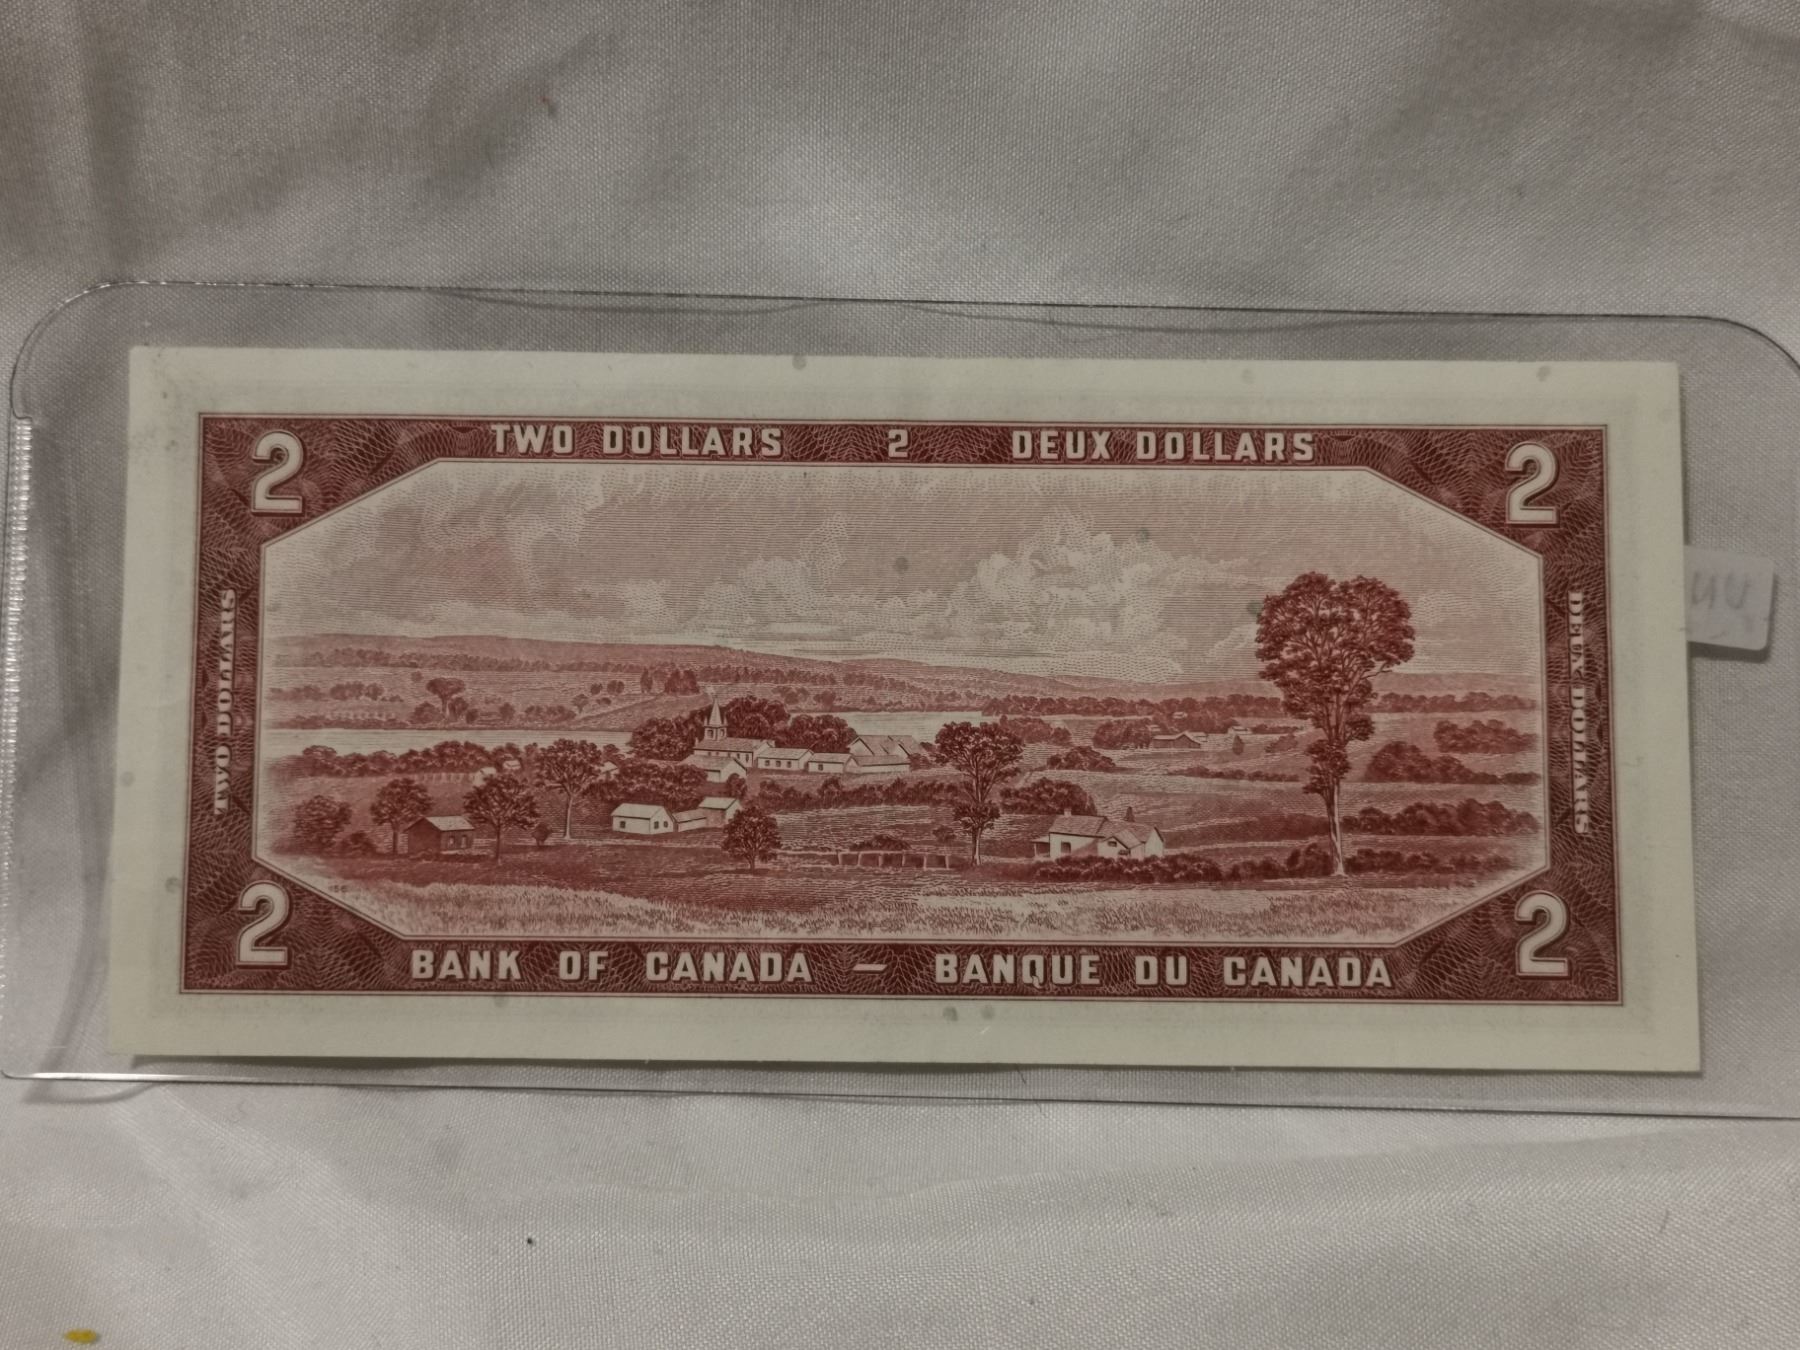 2 TWO DOLLARS 2 DEUX DOLLARS 2
TWO DOLLARS
DEUX DOLLARS
2 BANK OF CANADA — BANQUE DU CANADA 2